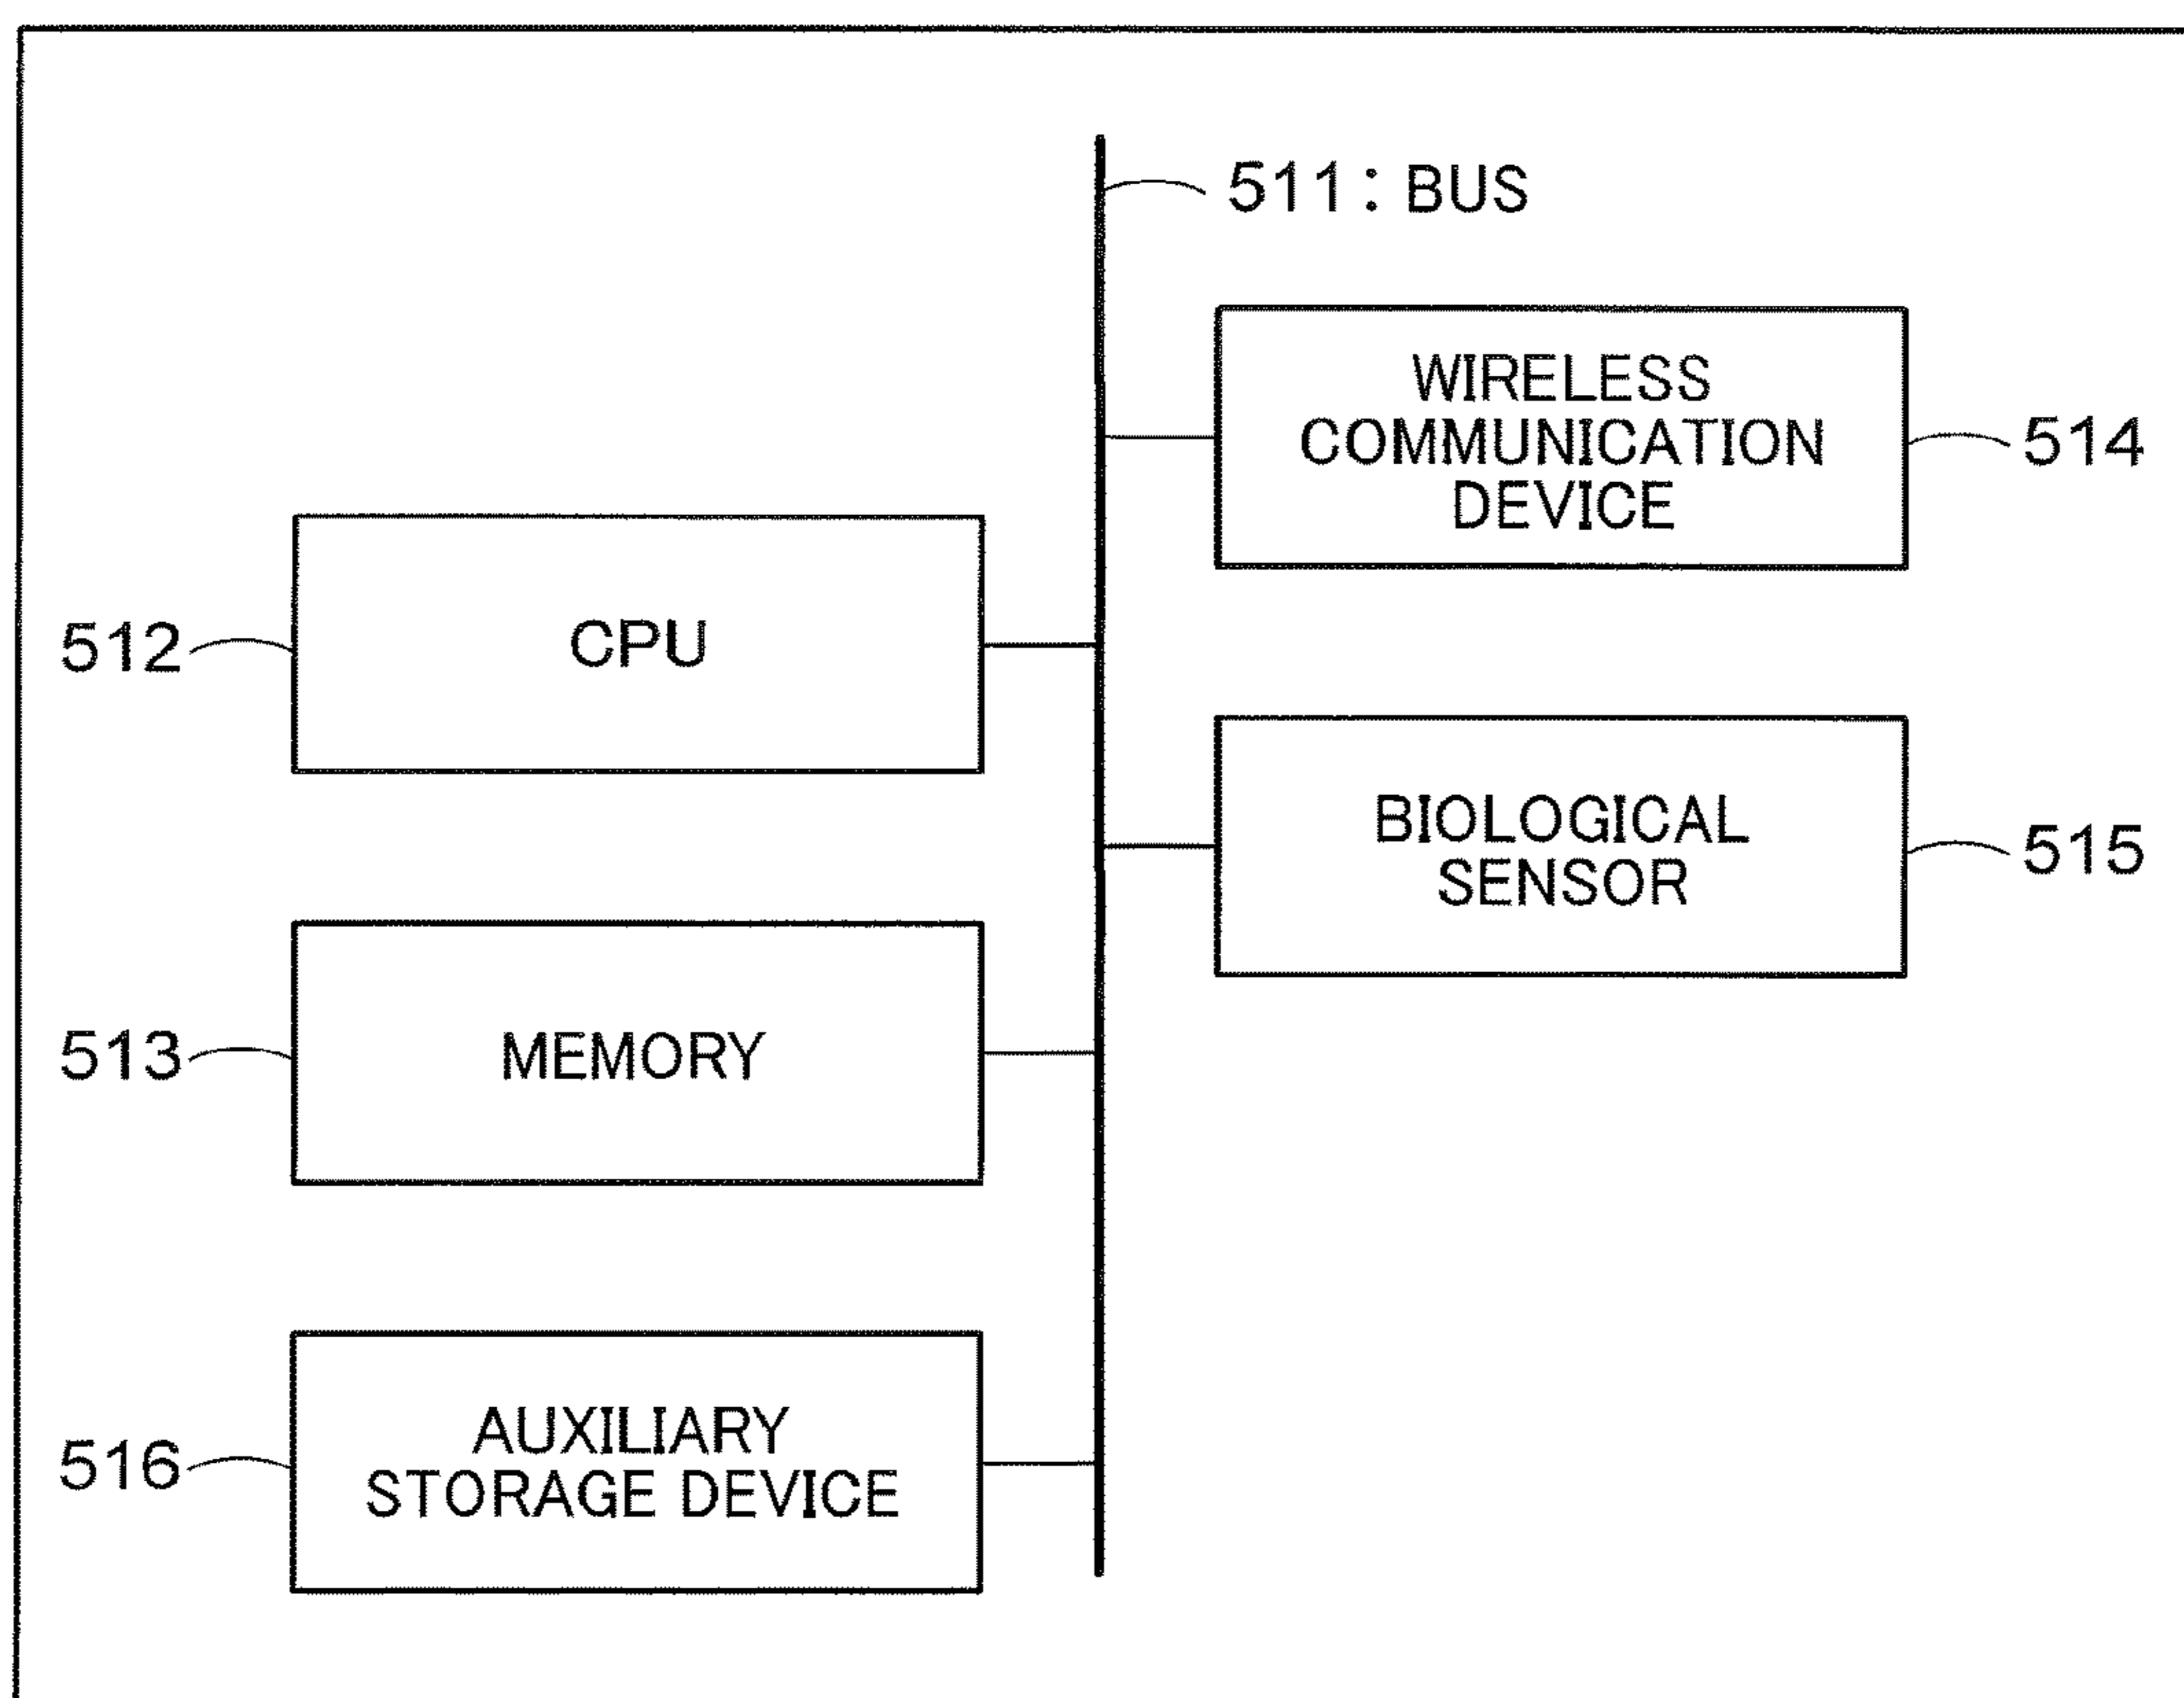 511: BUS
WIRELESS
COMMUNICATION
DEVICE
514
512
CPU
BIOLOGICAL
SENSOR
515
513
MEMORY
516
AUXILIARY
STORAGE DEVICE